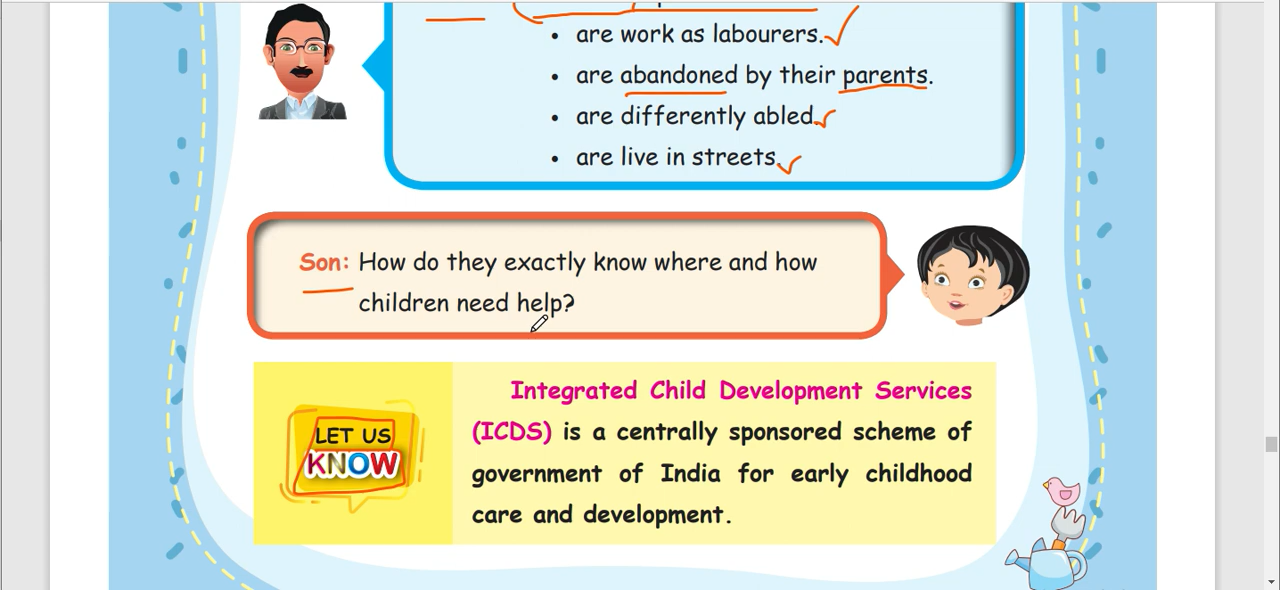 • are work as labourers.
• are abandoned by their parents.
• are differently abled.
• are live in streets.
Son: How do they exactly know where and how
children need help?
LET US
KNOW
Integrated Child Development Services
(ICDS) is a centrally sponsored scheme of
government of India for early childhood
care and development.